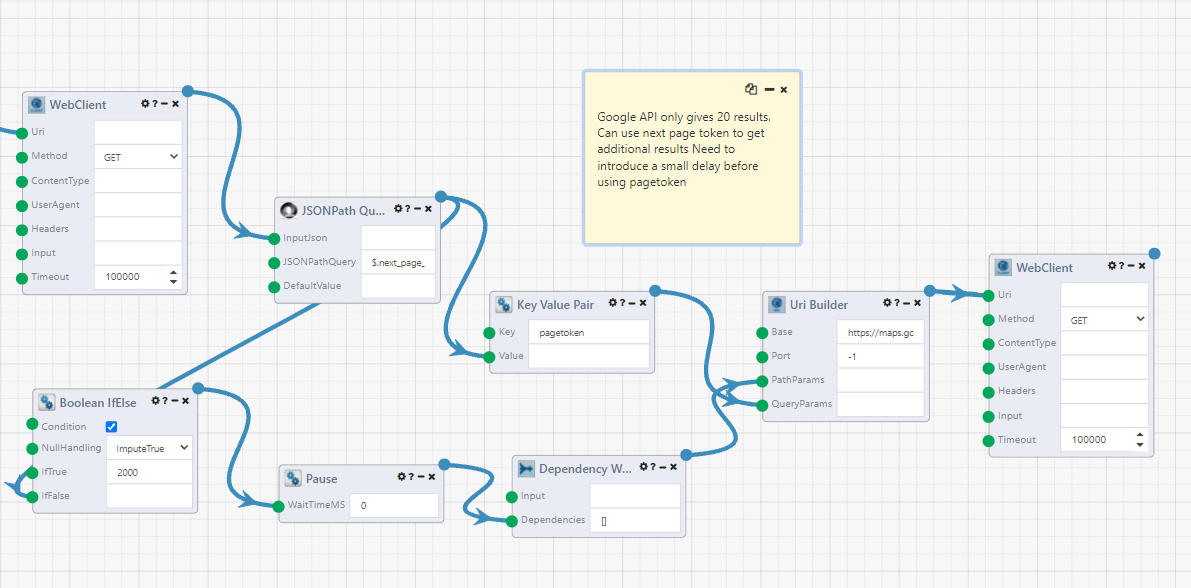 Google API only gives 20 results.
Can use next page token to get
additional results Need to
introduce a small delay before
using pagetoken
WebClient
Uri
Method GET
ContentType
UserAgent
Headers
Input
Timeout 100000
JSONPath Qu...
InputJson
JSONPathQuery $.next_page_
DefaultValue
Key Value Pair
Key pagetoken
Value
Uri Builder
Base https://maps.gc
Port -1
PathParams
QueryParams
WebClient
Uri
Method GET
ContentType
UserAgent
Headers
Input
Timeout 100000
Boolean IfElse
Condition
NullHandling ImputeTrue
IfTrue 2000
IfFalse
Pause
WaitTimeMS 0
Dependency W...
Input
Dependencies []